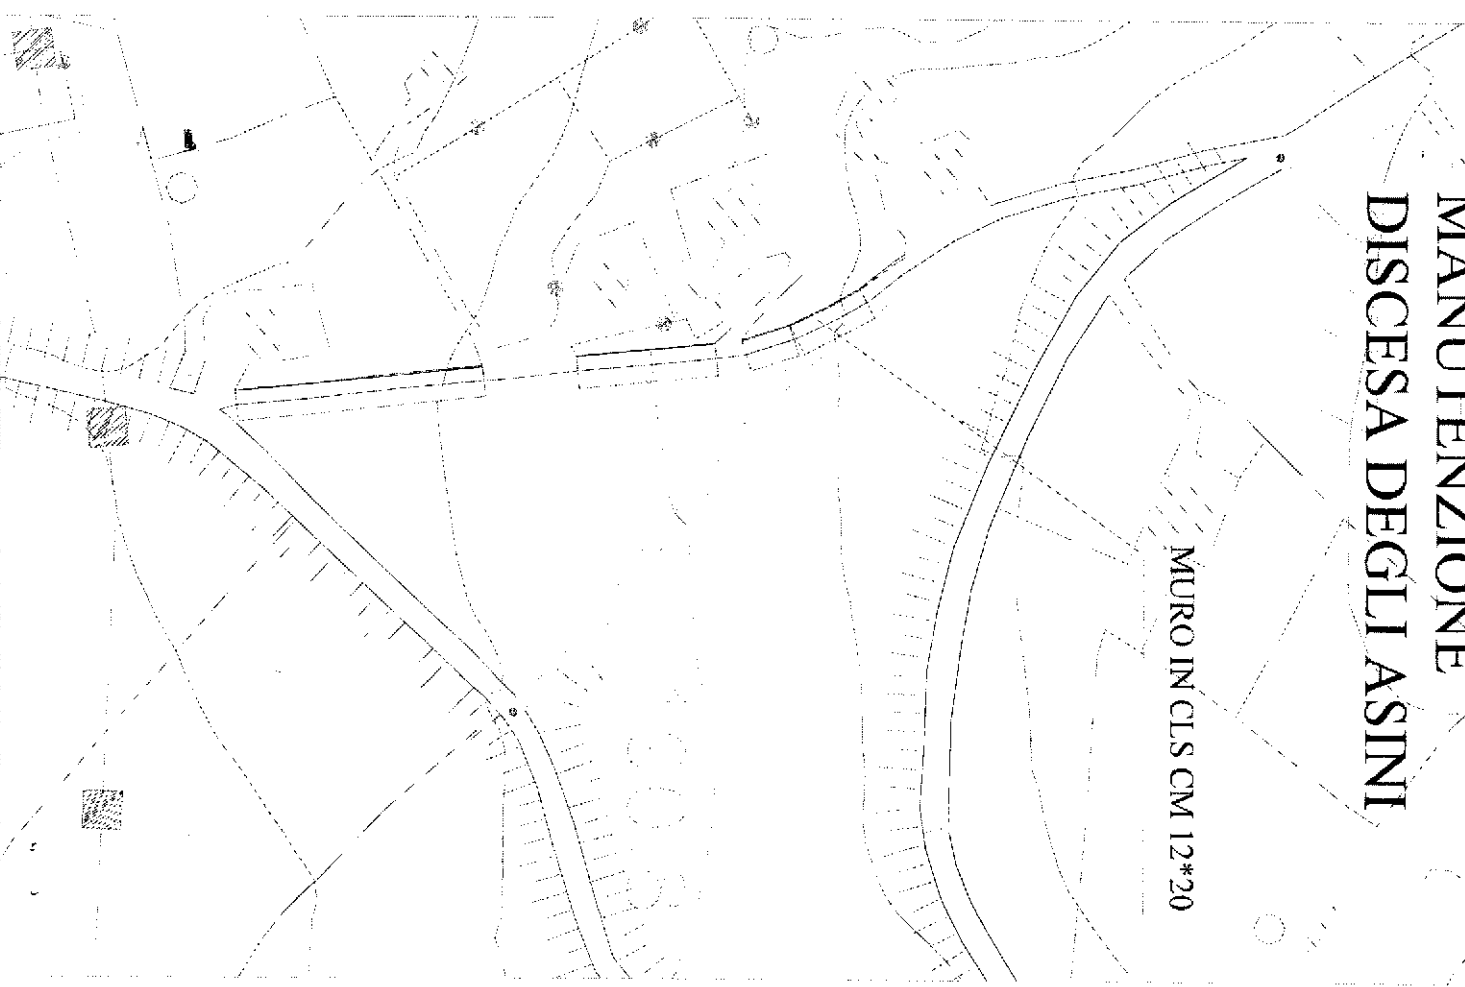 MANUTENZIONE
DISCESA DEGLI ASINI
MURO IN CLS CM 12*20